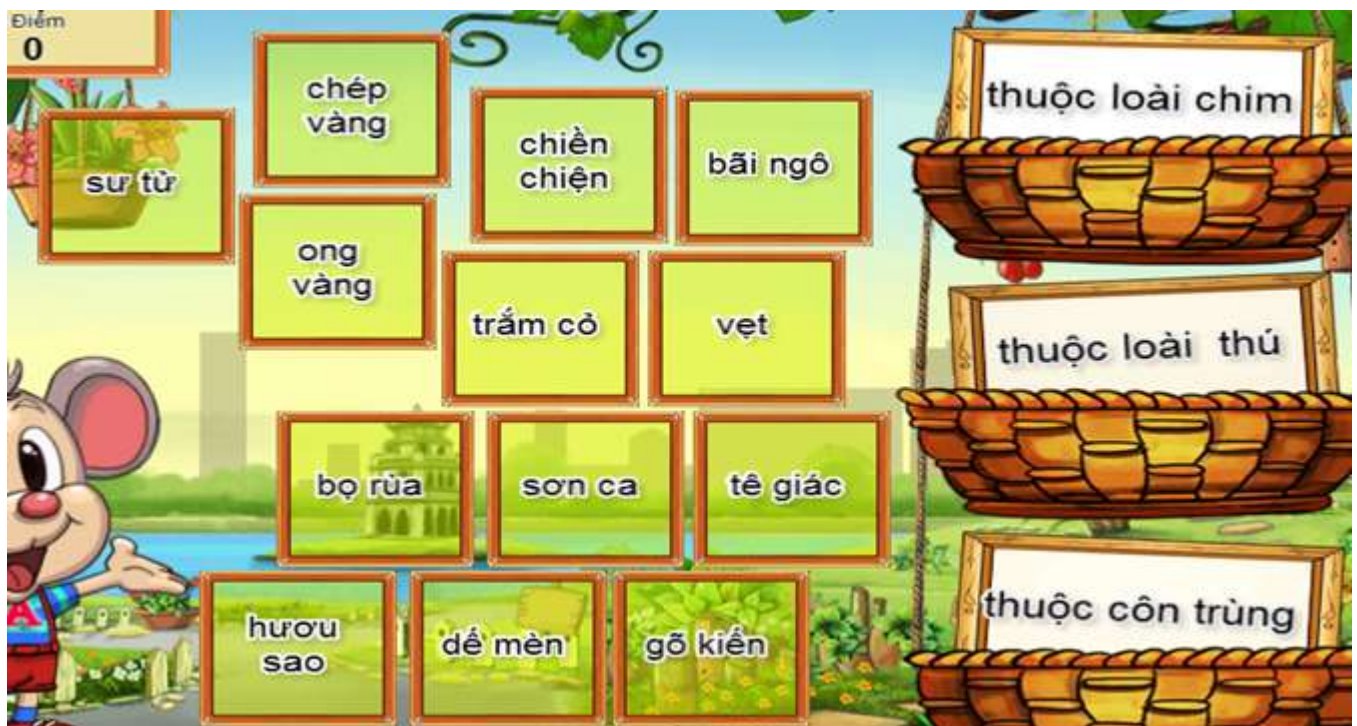 Điểm
0
chép
vàng
sư tử
chiền
chiện
bãi ngô
ong
vàng
trắm cỏ
vẹt
bọ rùa
sơn ca
tê giác
hươu
sao
dế mèn
gõ kiến
thuộc loài chim
thuộc loài thú
thuộc côn trùng